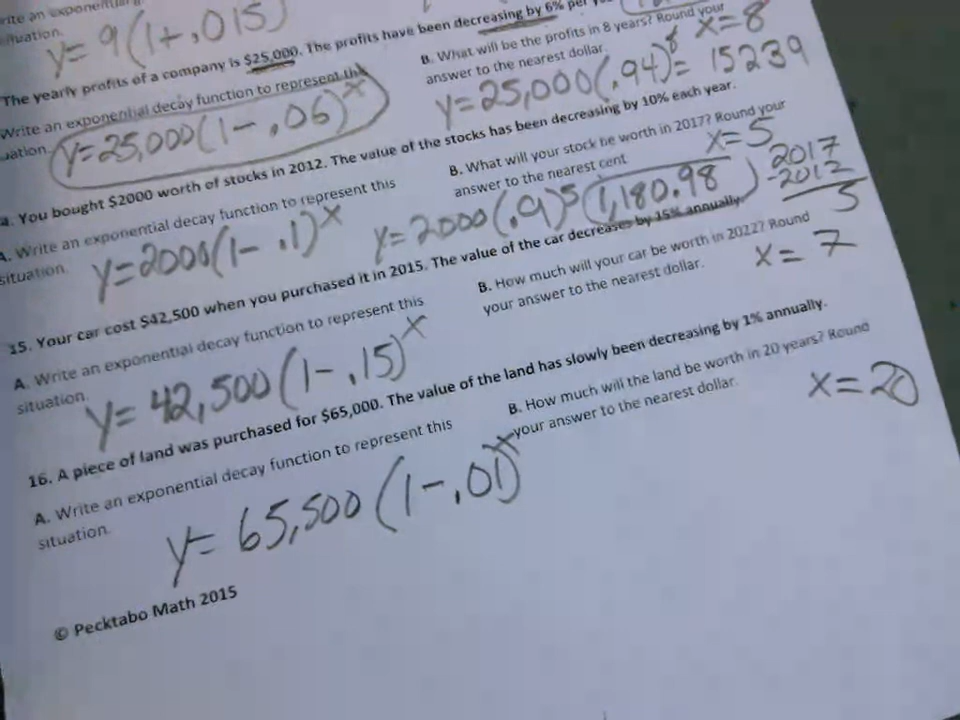 rite an exponential
situation.
y=9(1+.015)
The yearly profits of a company is $25,000. The profits have been decreasing by 6% per
Write an exponential decay function to represent this
uation.
y=25,000(1-.06)^x
B. What will be the profits in 8 years? Round your
answer to the nearest dollar.
x=8
y=25,000(.94)^8=15239
a. You bought $2000 worth of stocks in 2012. The value of the stocks has been decreasing by 10% each year.
A. Write an exponential decay function to represent this
situation.
y=2000(1-.1)^x
B. What will your stock be worth in 2017? Round your
answer to the nearest cent
x=5
y=2000(.9)^5 1,180.98
2017
-2012
5
15. Your car cost $42,500 when you purchased it in 2015. The value of the car decreases by 15% annually.
A. Write an exponential decay function to represent this
situation.
y=42,500(1-.15)^x
B. How much will your car be worth in 2022? Round
your answer to the nearest dollar.
x=7
16. A piece of land was purchased for $65,000. The value of the land has slowly been decreasing by 1% annually.
A. Write an exponential decay function to represent this
situation.
y=65,500(1-.01)^x
B. How much will the land be worth in 20 years? Round
your answer to the nearest dollar.
x=20
© Pecktabo Math 2015